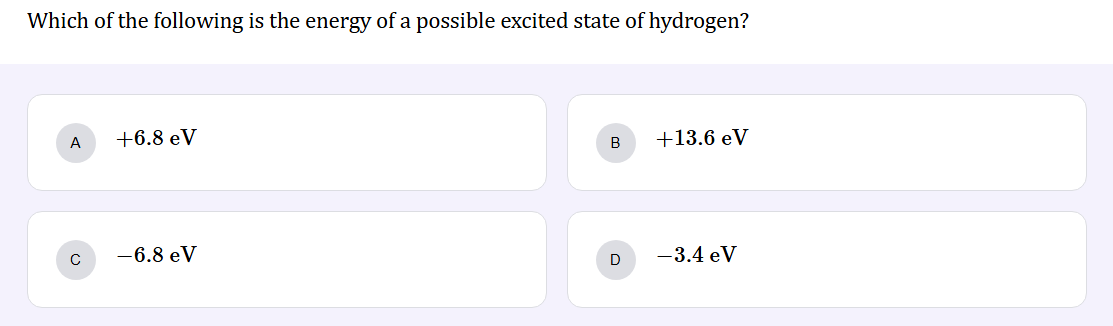 Which of the following is the energy of a possible excited state of hydrogen?
A +6.8 eV
B +13.6 eV
C −6.8 eV
D −3.4 eV